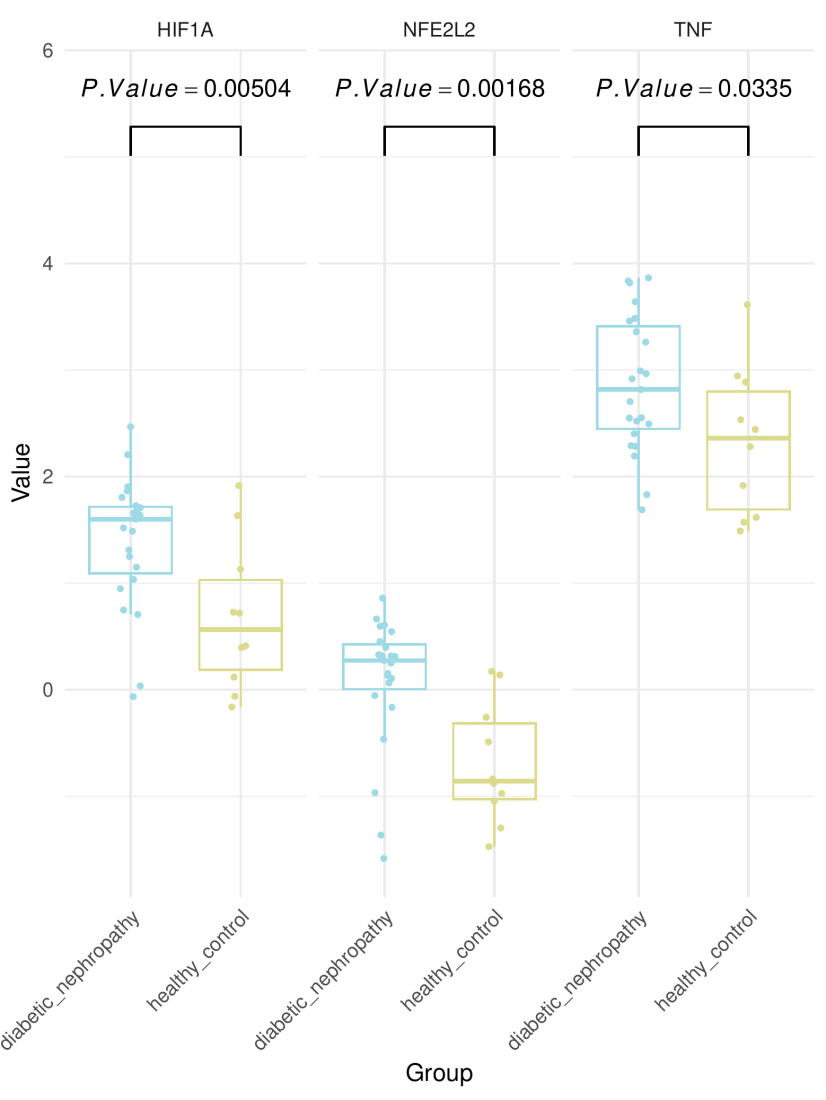 HIF1A NFE2L2 TNF
6
P.Value = 0.00504 P.Value = 0.00168 P.Value = 0.0335
4
2
0
Value
diabetic_nephropathy healthy_control diabetic_nephropathy healthy_control diabetic_nephropathy healthy_control
Group